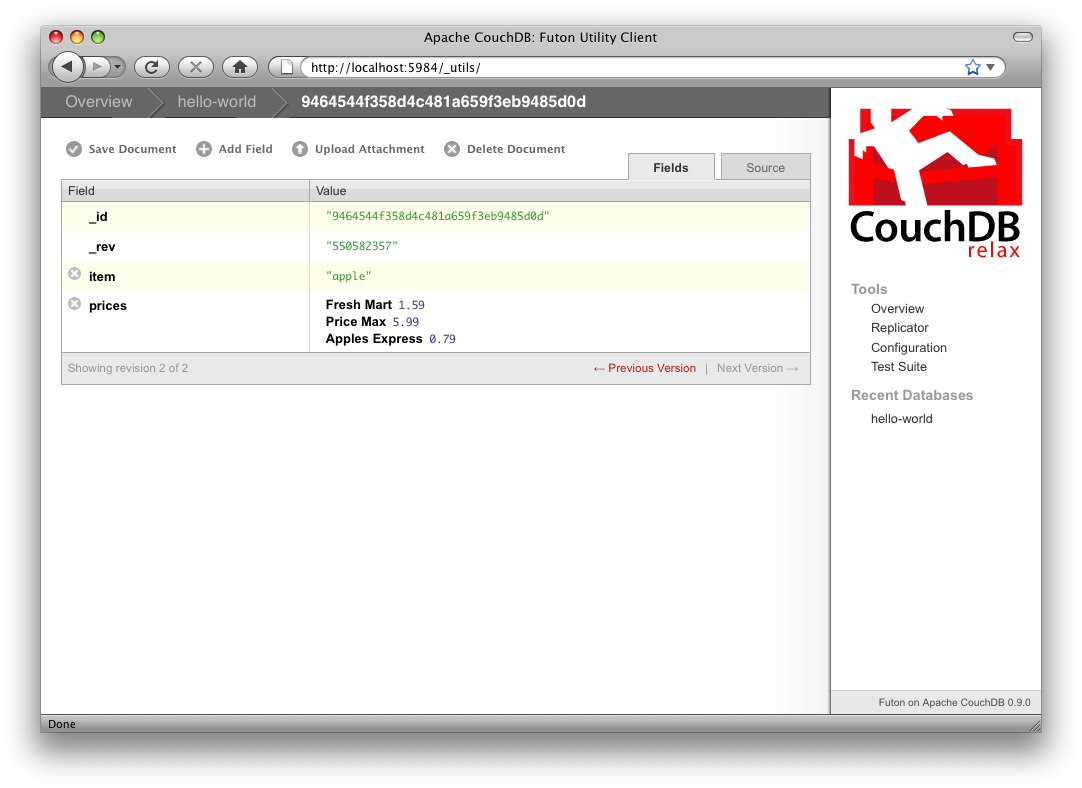 Apache CouchDB: Futon Utility Client
http://localhost:5984/_utils/
Overview hello-world 9464544f358d4c481a659f3eb9485d0d
Save Document Add Field Upload Attachment Delete Document
Fields Source
Field Value
_id "9464544f358d4c481a659f3eb9485d0d"
_rev "550582357"
item "apple"
prices Fresh Mart 1.59
Price Max 5.99
Apples Express 0.79
Showing revision 2 of 2 ← Previous Version | Next Version →
CouchDB
relax
Tools
Overview
Replicator
Configuration
Test Suite
Recent Databases
hello-world
Futon on Apache CouchDB 0.9.0
Done